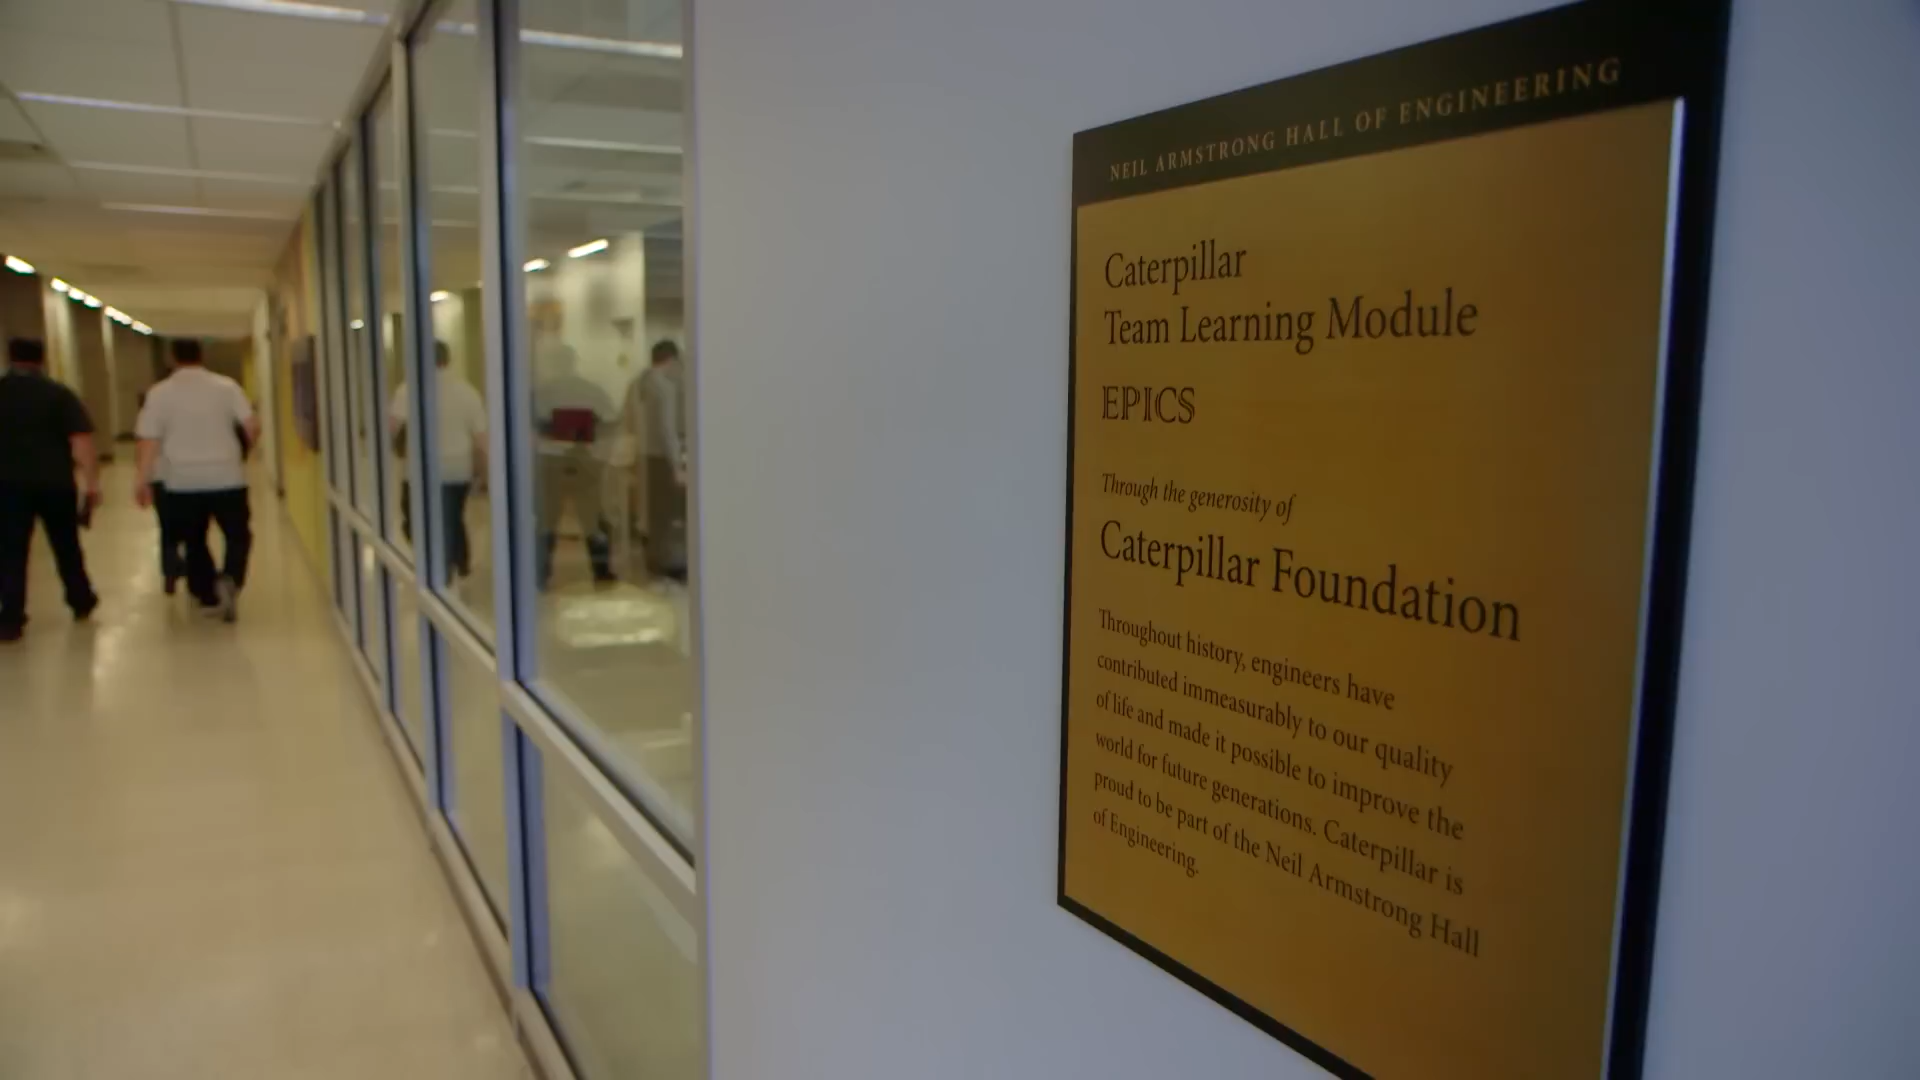 NEIL ARMSTRONG HALL OF ENGINEERING
Caterpillar
Team Learning Module
EPICS
Through the generosity of
Caterpillar Foundation
Throughout history, engineers have
contributed immeasurably to our quality
of life and made it possible to improve the
world for future generations. Caterpillar is
proud to be part of the Neil Armstrong Hall
of Engineering.